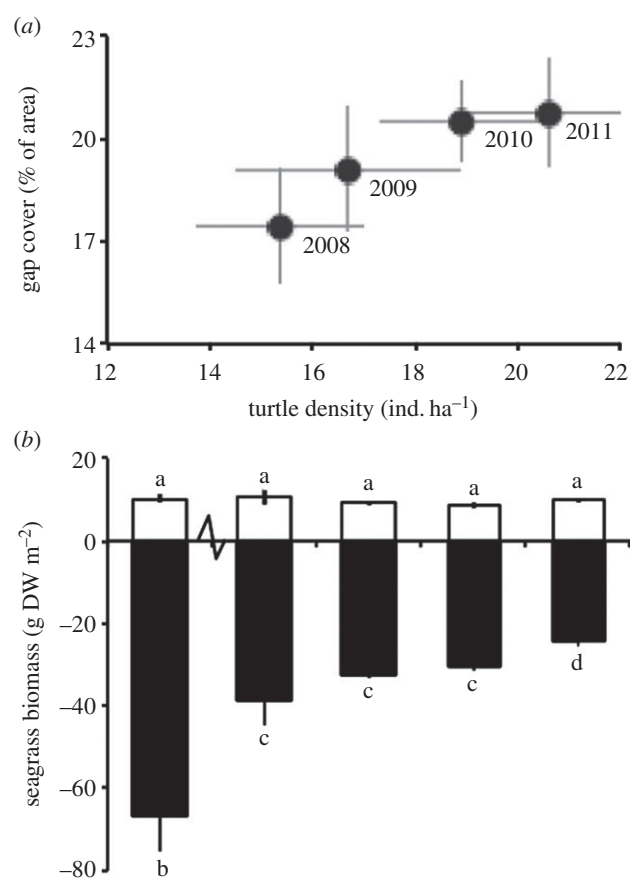 (a)
23
20
17
14
gap cover (% of area)
2008
2009
2010
2011
12 14 16 18 20 22
turtle density (ind. ha⁻¹)
(b)
20
0
–20
–40
–60
–80
seagrass biomass (g DW m⁻²)
a a a a a
b c c c d